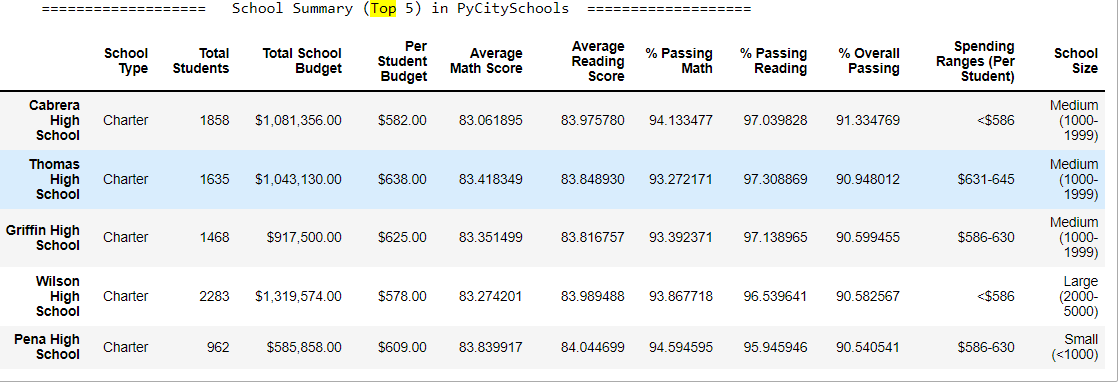 =================== School Summary (Top 5) in PyCitySchools ===================
School Type Total Students Total School Budget Per Student Budget Average Math Score Average Reading Score % Passing Math % Passing Reading % Overall Passing Spending Ranges (Per Student) School Size
Cabrera High School Charter 1858 $1,081,356.00 $582.00 83.061895 83.975780 94.133477 97.039828 91.334769 <$586 Medium (1000-1999)
Thomas High School Charter 1635 $1,043,130.00 $638.00 83.418349 83.848930 93.272171 97.308869 90.948012 $631-645 Medium (1000-1999)
Griffin High School Charter 1468 $917,500.00 $625.00 83.351499 83.816757 93.392371 97.138965 90.599455 $586-630 Medium (1000-1999)
Wilson High School Charter 2283 $1,319,574.00 $578.00 83.274201 83.989488 93.867718 96.539641 90.582567 <$586 Large (2000-5000)
Pena High School Charter 962 $585,858.00 $609.00 83.839917 84.044699 94.594595 95.945946 90.540541 $586-630 Small (<1000)